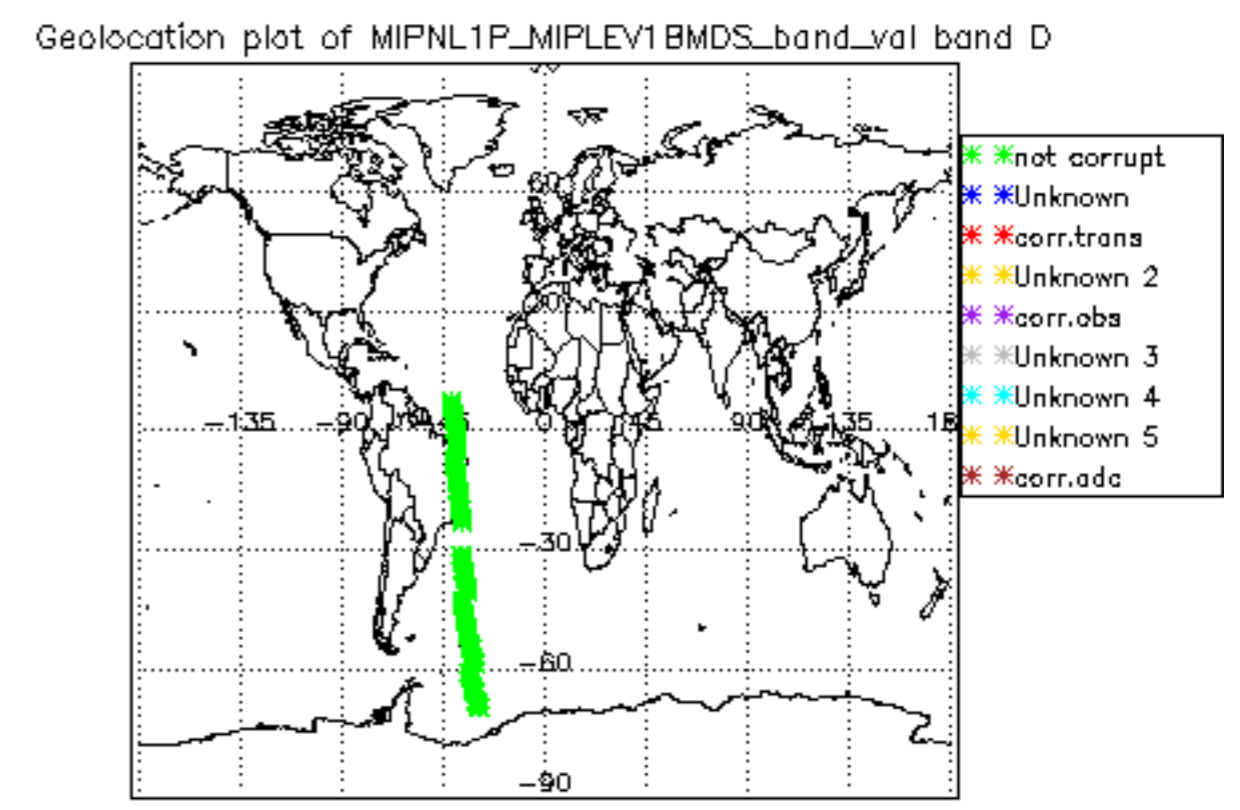 Geolocation plot of MIPNL1P_MIPLEV1BMDS_band_val band D
not corrupt
Unknown
corr.trans
Unknown 2
corr.obs
Unknown 3
Unknown 4
Unknown 5
corr.adc
60
-135 -90 0 45 90 135
-30
-60
-90